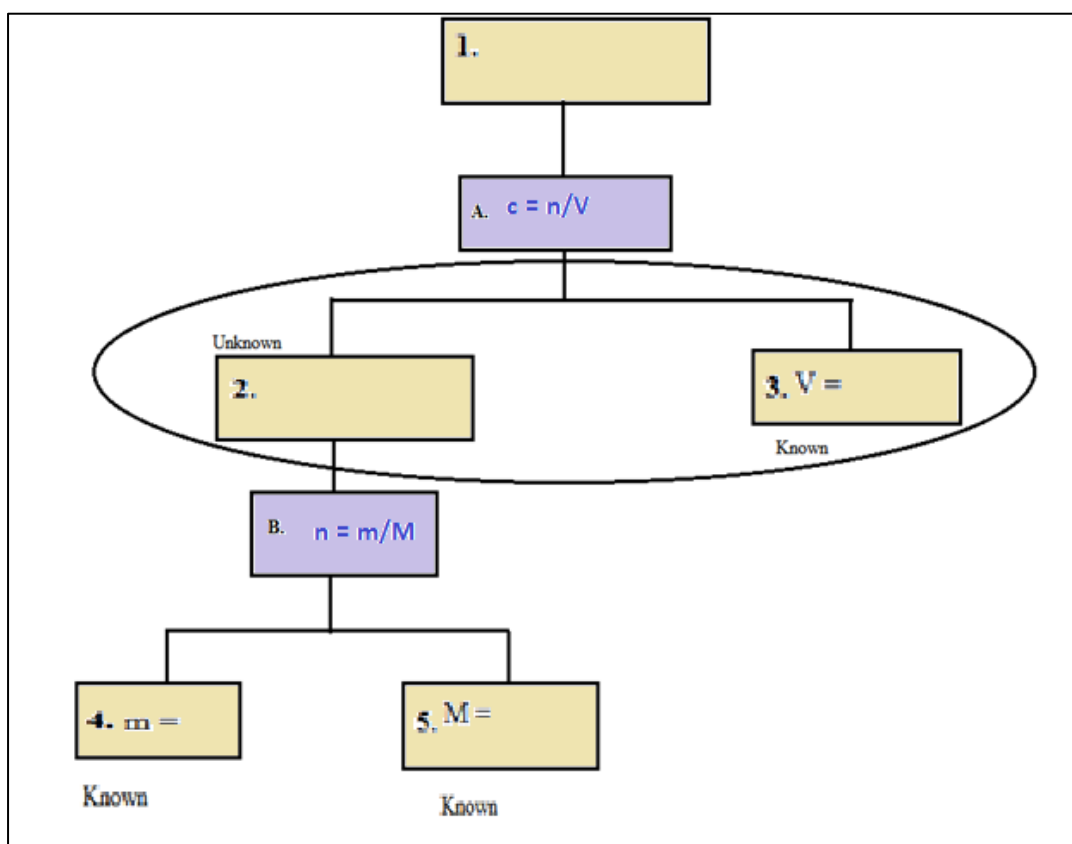 1.
A. c = n/V
Unknown
2.
3. V =
Known
B. n = m/M
4. m =
5. M =
Known
Known